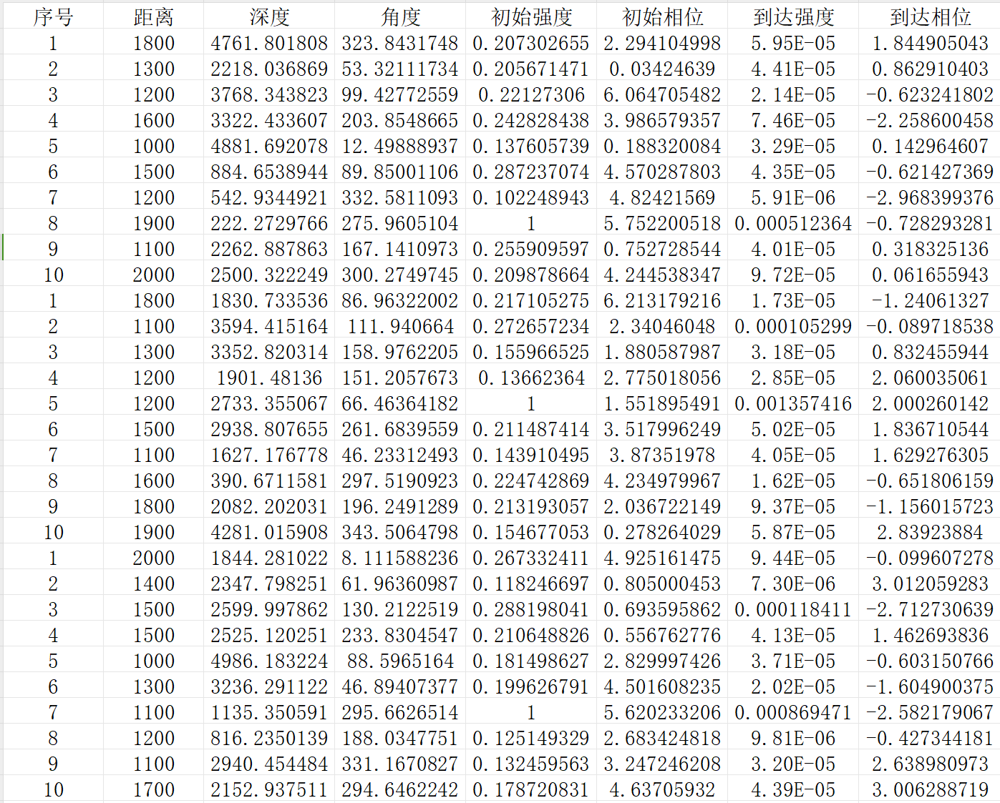 序号 距离 深度 角度 初始强度 初始相位 到达强度 到达相位
1 1800 4761.801808 323.8431748 0.207302655 2.294104998 5.95E-05 1.844905043
2 1300 2218.036869 53.32111734 0.205671471 0.03424639 4.41E-05 0.862910403
3 1200 3768.343823 99.42772559 0.22127306 6.064705482 2.14E-05 -0.623241802
4 1600 3322.433607 203.8548665 0.242828438 3.986579357 7.46E-05 -2.258600458
5 1000 4881.692078 12.49888937 0.137605739 0.188320084 3.29E-05 0.142964607
6 1500 884.6538944 89.85001106 0.287237074 4.570287803 4.35E-05 -0.621427369
7 1200 542.9344921 332.5811093 0.102248943 4.82421569 5.91E-06 -2.968399376
8 1900 222.2729766 275.9605104 1 5.752200518 0.000512364 -0.728293281
9 1100 2262.887863 167.1410973 0.255909597 0.752728544 4.01E-05 0.318325136
10 2000 2500.322249 300.2749745 0.209878664 4.244538347 9.72E-05 0.061655943
1 1800 1830.733536 86.96322002 0.217105275 6.213179216 1.73E-05 -1.24061327
2 1100 3594.415164 111.940664 0.272657234 2.34046048 0.000105299 -0.089718538
3 1300 3352.820314 158.9762205 0.155966525 1.880587987 3.18E-05 0.832455944
4 1200 1901.48136 151.2057673 0.13662364 2.775018056 2.85E-05 2.060035061
5 1200 2733.355067 66.46364182 1 1.551895491 0.001357416 2.000260142
6 1500 2938.807655 261.6839559 0.211487414 3.517996249 5.02E-05 1.836710544
7 1100 1627.176778 46.23312493 0.143910495 3.87351978 4.05E-05 1.629276305
8 1600 390.6711581 297.5190923 0.224742869 4.234979967 1.62E-05 -0.651806159
9 1800 2082.202031 196.2491289 0.213193057 2.036722149 9.37E-05 -1.156015723
10 1900 4281.015908 343.5064798 0.154677053 0.278264029 5.87E-05 2.83923884
1 2000 1844.281022 8.111588236 0.267332411 4.925161475 9.44E-05 -0.099607278
2 1400 2347.798251 61.96360987 0.118246697 0.805000453 7.30E-06 3.012059283
3 1500 2599.997862 130.2122519 0.288198041 0.693595862 0.000118411 -2.712730639
4 1500 2525.120251 233.8304547 0.210648826 0.556762776 4.13E-05 1.462693836
5 1000 4986.183224 88.5965164 0.181498627 2.829997426 3.71E-05 -0.603150766
6 1300 3236.291122 46.89407377 0.199626791 4.501608235 2.02E-05 -1.604900375
7 1100 1135.350591 295.6626514 1 5.620233206 0.000869471 -2.582179067
8 1200 816.2350139 188.0347751 0.125149329 2.683424818 9.81E-06 -0.427344181
9 1100 2940.454484 331.1670827 0.132459563 3.247246208 3.20E-05 2.638980973
10 1700 2152.937511 294.6462242 0.178720831 4.63705932 4.39E-05 3.006288719